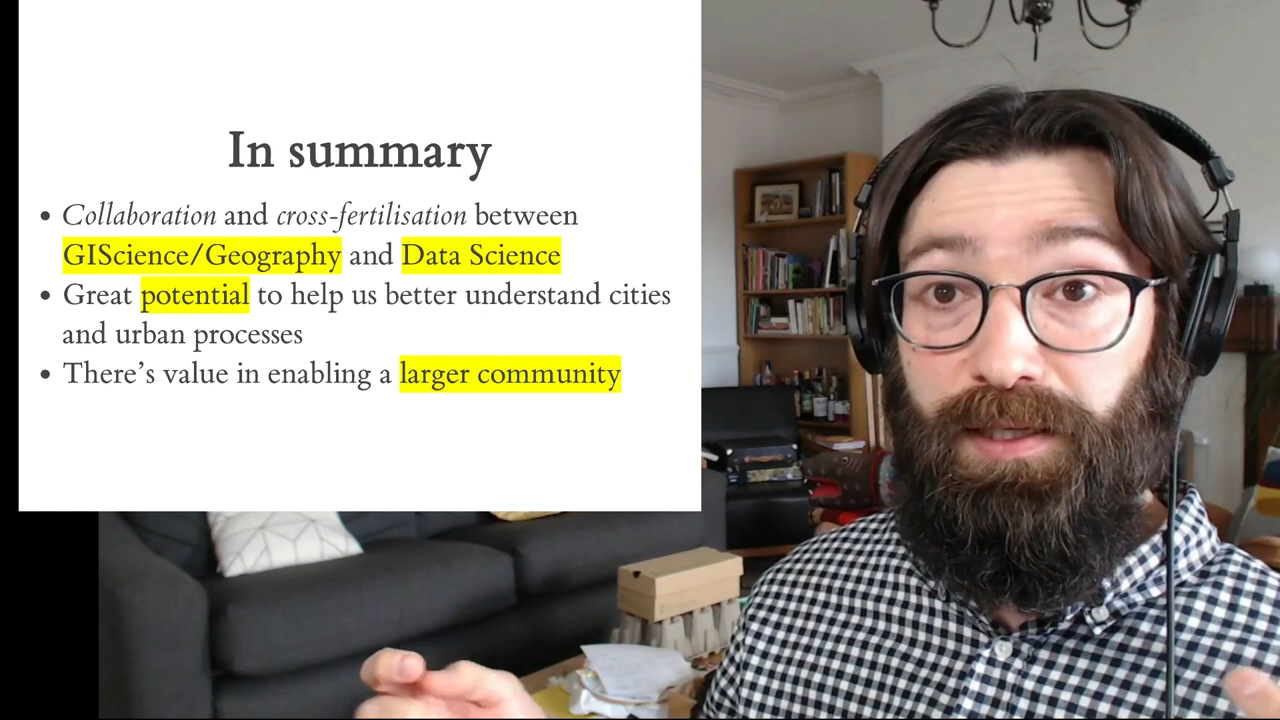 In summary
• Collaboration and cross-fertilisation between
GIScience/Geography and Data Science
• Great potential to help us better understand cities
and urban processes
• There's value in enabling a larger community